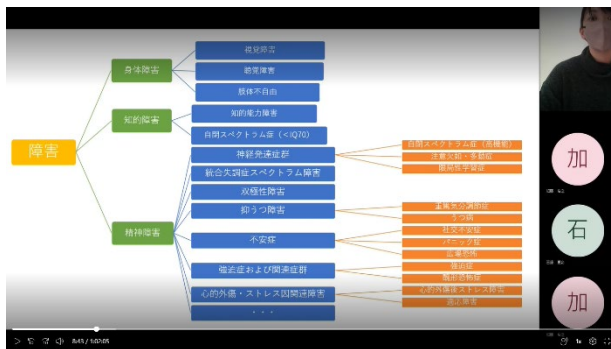 視覚障害
身体障害
聴覚障害
肢体不自由
知的障害
知的能力障害
自閉スペクトラム症（<IQ70）
障害
神経発達症群
自閉スペクトラム症（高機能）
注意欠如・多動症
限局性学習症
統合失調症スペクトラム障害
双極性障害
精神障害
抑うつ障害
重篤気分調節症
うつ病
不安症
社交不安症
パニック症
広場恐怖
強迫症および関連症群
強迫症
醜形恐怖症
心的外傷・ストレス因関連障害
心的外傷後ストレス障害
適応障害
・・・
加
石
加
8:43 / 1:02:05
1x